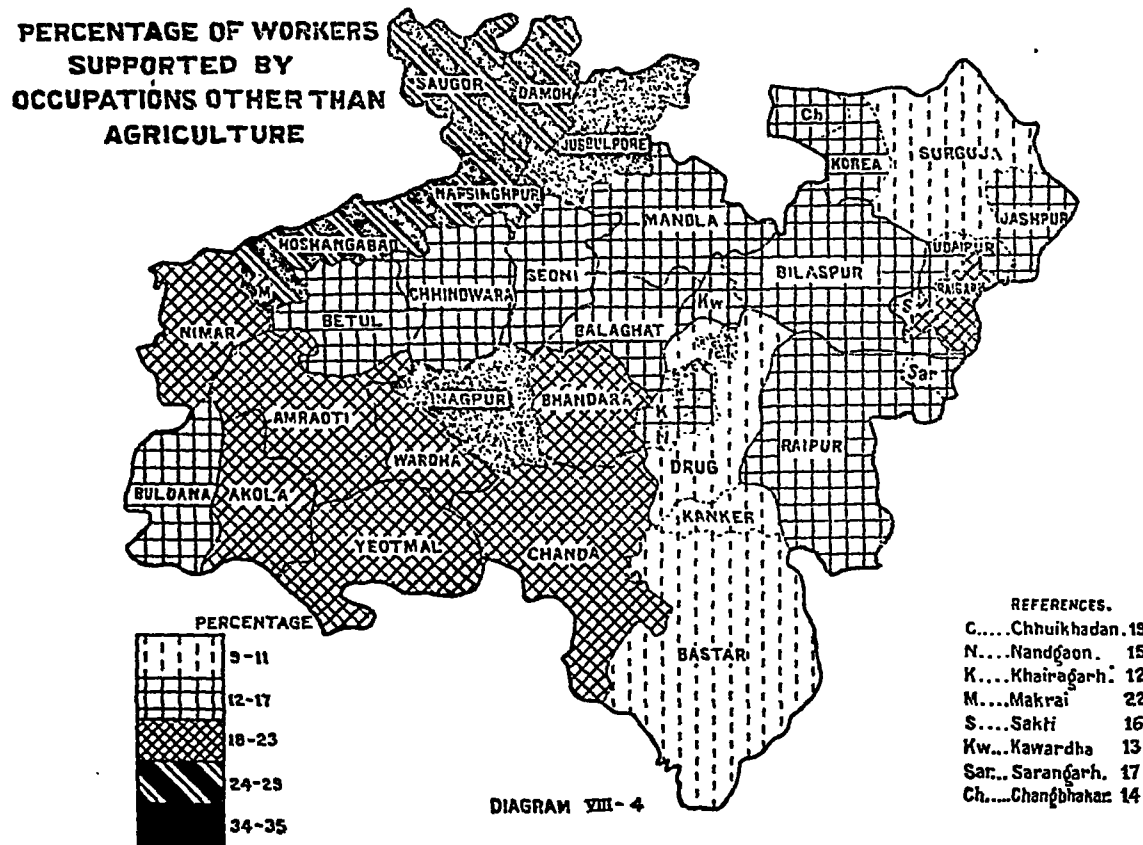 PERCENTAGE OF WORKERS
SUPPORTED BY
OCCUPATIONS OTHER THAN
AGRICULTURE
SAUGOR
DAMOH
JUBBULPORE
NARSINGHPUR
HOSHANGABAD
M
NIMAR
BETUL
CHHINDWARA
SEONI
MANDLA
BALAGHAT
Kw
BILASPUR
Ch
KOREA
SURGUJA
JASHPUR
UDAIPUR
RAIGARH
S
Sar
NAGPUR
BHANDARA
K
N
DRUG
RAIPUR
AMRAOTI
WARDHA
BULDANA
AKOLA
YEOTMAL
CHANDA
KANKER
BASTAR
PERCENTAGE
9-11
12-17
18-23
24-29
34-35
DIAGRAM VIII-4
REFERENCES.
C.....Chhuikhadan.
N....Nandgaon. 15
K....Khairagarh. 12
M....Makrai 22
S....Sakti 16
Kw...Kawardha 13
Sar... Sarangarh. 17
Ch.....Changbhakar 14